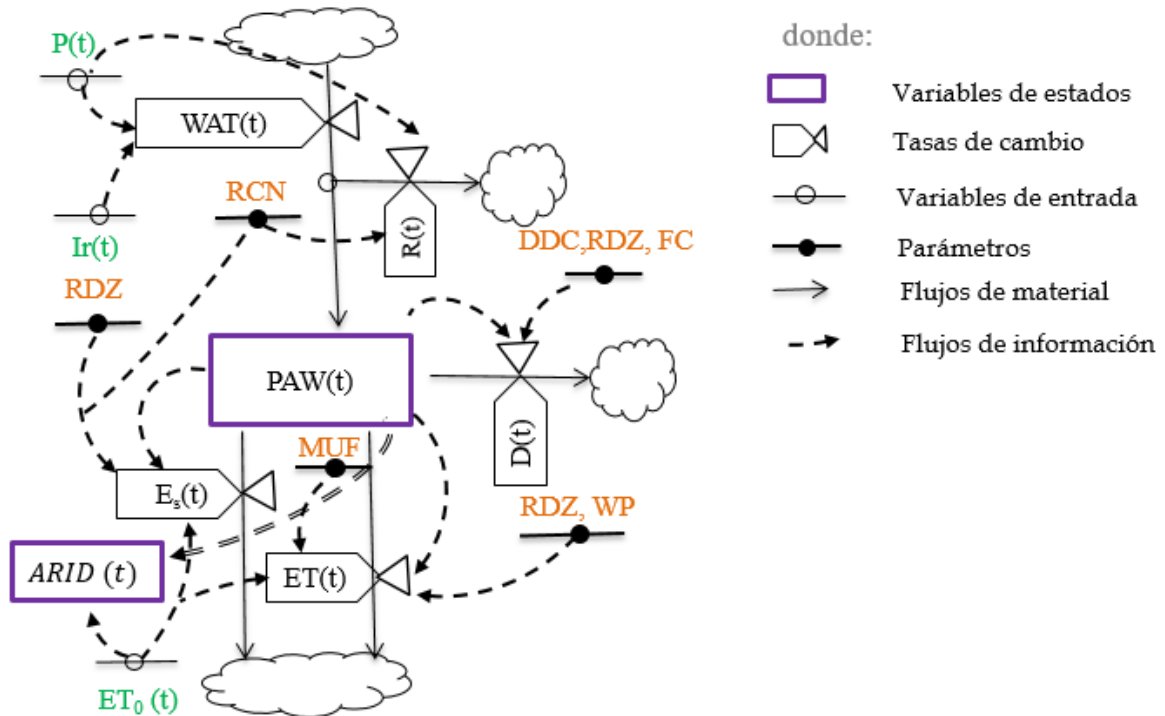 P(t)
WAT(t)
Ir(t)
RCN
R(t)
DDC,RDZ, FC
RDZ
PAW(t)
D(t)
MUF
Es(t)
RDZ, WP
ARID (t)
ET(t)
ET0 (t)
donde:
Variables de estados
Tasas de cambio
Variables de entrada
Parámetros
Flujos de material
Flujos de información